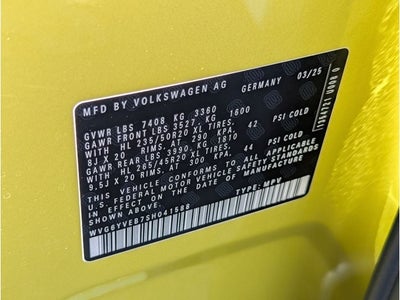 MFD BY VOLKSWAGEN AG GERMANY 03/25
GVWR LBS 7408 KG 3360
GAWR FRONT LBS 3527 KG 1600
WITH HL 235/50R20 XL TIRES,
8J X 20 RIMS AT 290 KPA, 42 PSI COLD
GAWR REAR LBS 3990 KG 1810
WITH HL 265/45R20 XL TIRES,
9.5J X 20 RIMS AT 300 KPA, 44 PSI COLD
THIS VEHICLE CONFORMS TO ALL APPLICABLE
U.S. FEDERAL MOTOR VEHICLE SAFETY
STANDARDS IN EFFECT ON THE DATE OF MANUFACTURE
SHOWN ABOVE.
WVG6YVEB7SH041588 TYPE: MPV